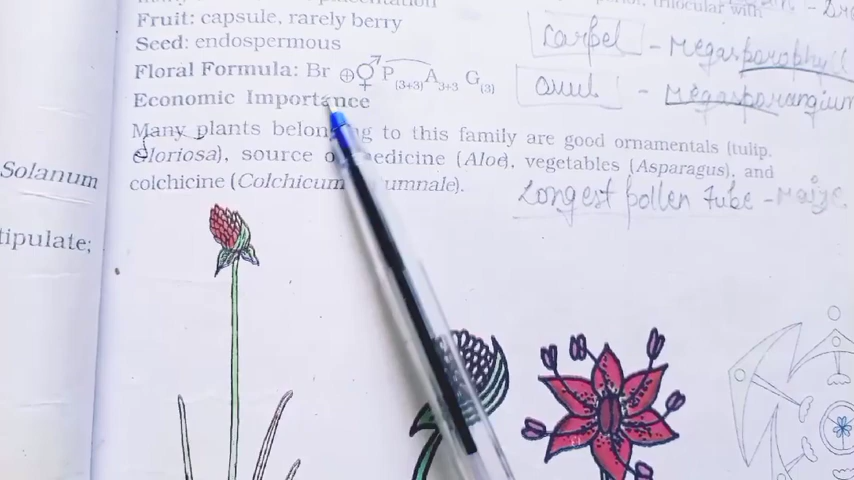 Fruit: capsule, rarely berry
Seed: endospermous
Floral Formula: Br ⊕ ⚥ P(3+3) A3+3 G(3)
Economic Importance
Many plants belonging to this family are good ornamentals (tulip,
Gloriosa), source of medicine (Aloe), vegetables (Asparagus), and
colchicine (Colchicum
Solanum
tipulate;
trilocular with
Carpel - Megasporophyll
- Megasporangium
Longest pollen tube - Maize